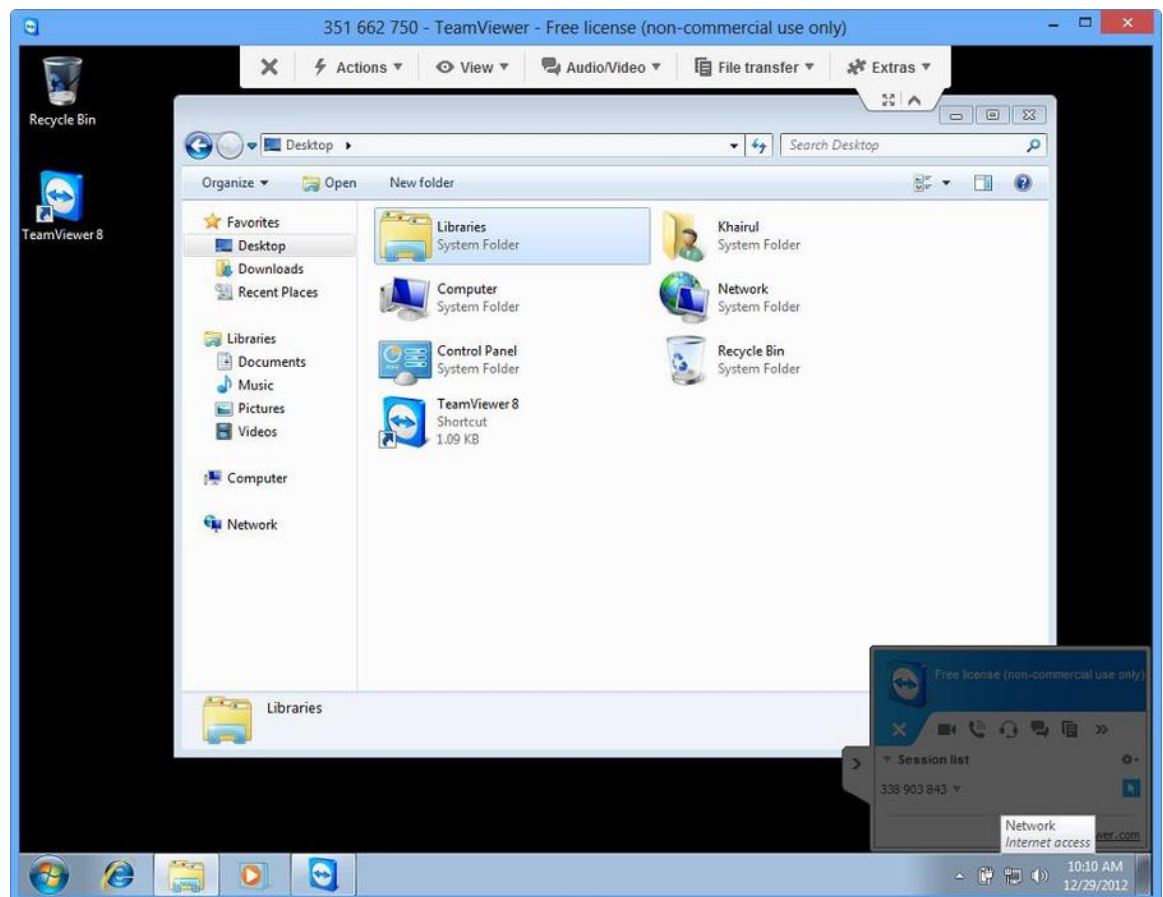 351 662 750 - TeamViewer - Free license (non-commercial use only)
Actions View Audio/Video File transfer Extras
Recycle Bin
Desktop
Search Desktop
Organize Open New folder
TeamViewer 8
Favorites
Desktop
Downloads
Recent Places
Libraries
Documents
Music
Pictures
Videos
Computer
Network
Libraries
System Folder
Khairul
System Folder
Computer
System Folder
Network
System Folder
Control Panel
System Folder
Recycle Bin
System Folder
TeamViewer 8
Shortcut
1.09 KB
Libraries
Free license (non-commercial use only)
Session list
338 903 843
Network
Internet access
10:10 AM
12/29/2012